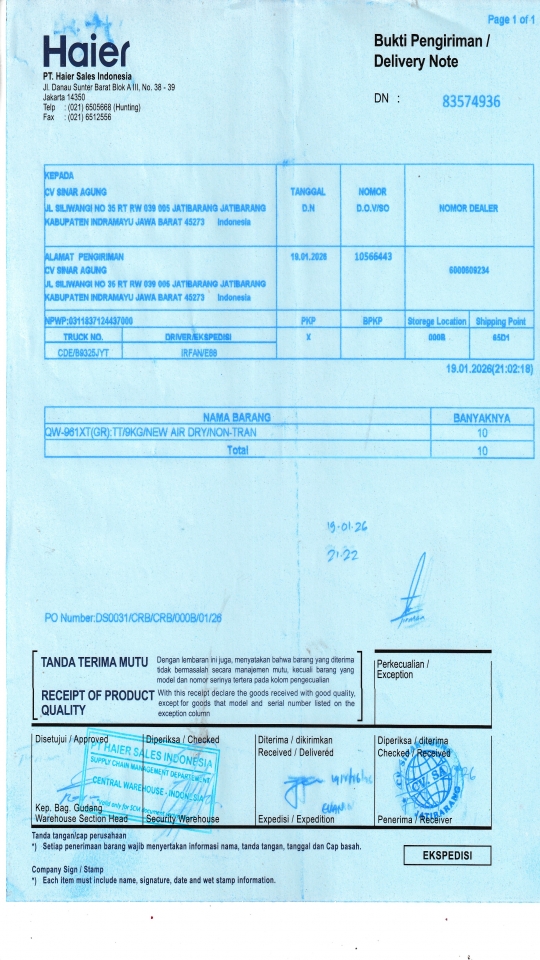 Page 1 of 1
Haier
Bukti Pengiriman /
Delivery Note
PT. Haier Sales Indonesia
Jl. Danau Sunter Barat Blok A III, No. 38 - 39
Jakarta 14350
Telp : (021) 6505668 (Hunting)
Fax : (021) 6512556
DN : 83574936
KEPADA
CV SINAR AGUNG
JL SILIWANGI NO 35 RT RW 039 005 JATIBARANG JATIBARANG
KABUPATEN INDRAMAYU JAWA BARAT 45273 Indonesia
TANGGAL
D.N
NOMOR
D.O.V/SO
NOMOR DEALER
ALAMAT PENGIRIMAN
CV SINAR AGUNG
JL SILIWANGI NO 35 RT RW 039 005 JATIBARANG JATIBARANG
KABUPATEN INDRAMAYU JAWA BARAT 45273 Indonesia
19.01.2026
10566443
6000609234
NPWP:0311837124437000
PKP
BPKP
Storege Location
Shipping Point
TRUCK NO.
DRIVER/EKSPEDISI
X
000B
65D1
CDE/B9325JYT
IRFAN/E68
19.01.2026(21:02:18)
NAMA BARANG
BANYAKNYA
QW-961XT(GR):TT/9KG/NEW AIR DRY/NON-TRAN
10
Total
10
19.01.26
21.22
PO Number:DS0031/CRB/CRB/000B/01/26
TANDA TERIMA MUTU
Dengan lembaran ini juga, menyatakan bahwa barang yang diterima
tidak bermasalah secara manajemen mutu, kecuali barang yang
model dan nomor serinya tertera pada kolom pengecualian
RECEIPT OF PRODUCT
QUALITY
With this receipt declare the goods received with good quality,
except for goods that model and serial number listed on the
exception column
Perkecualian /
Exception
Disetujui / Approved
Diperiksa / Checked
Diterima / dikirimkan
Received / Delivered
Diperiksa / diterima
Checked / Received
PT HAIER SALES INDONESIA
SUPPLY CHAIN MANAGEMENT DEPARTEMENT
CENTRAL WAREHOUSE - INDONESIA
CV. SA
JATIBARANG
Kep. Bag. Gudang
Warehouse Section Head
Security Warehouse
Expedisi / Expedition
Penerima / Receiver
Tanda tangan/cap perusahaan
*) Setiap penerimaan barang wajib menyertakan informasi nama, tanda tangan, tanggal dan Cap basah.
EKSPEDISI
Company Sign / Stamp
*) Each item must include name, signature, date and wet stamp information.